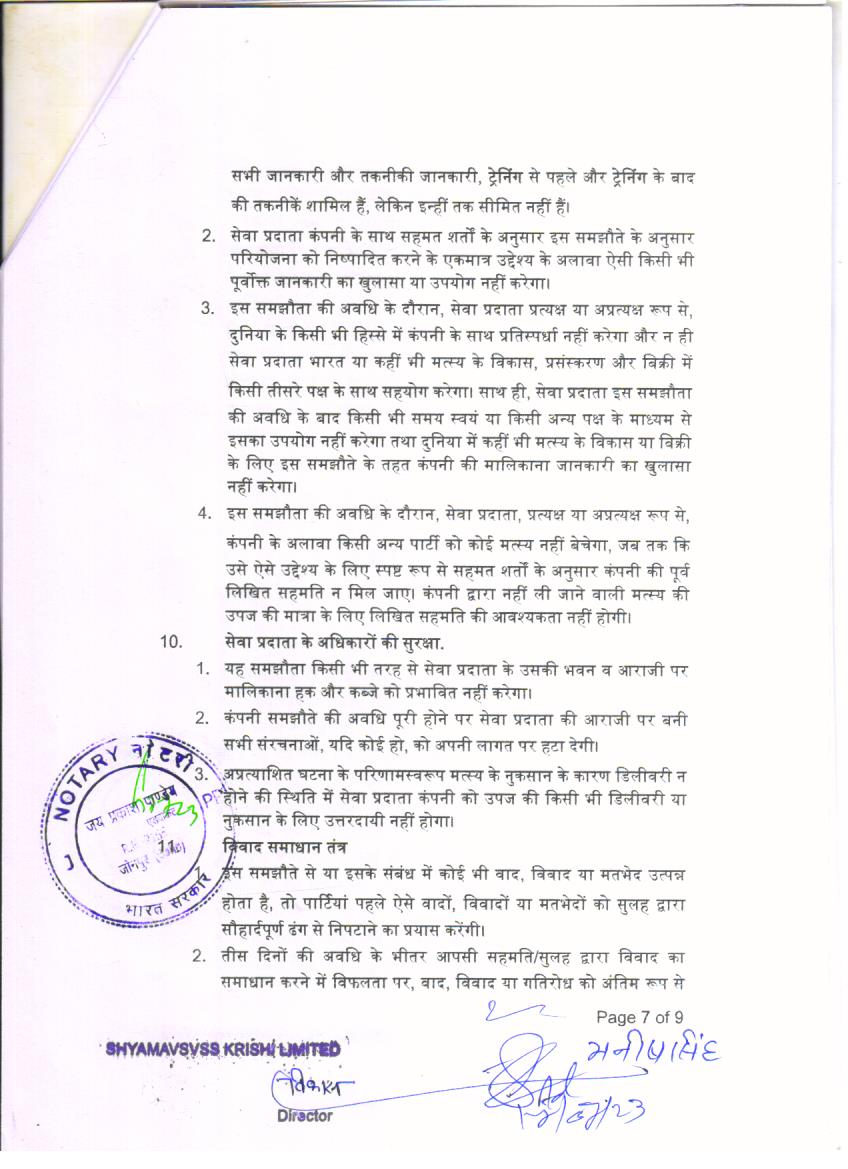 सभी जानकारी और तकनीकी जानकारी, ट्रेनिंग से पहले और ट्रेनिंग के बाद
की तकनीकें शामिल हैं, लेकिन इन्हीं तक सीमित नहीं हैं।
2. सेवा प्रदाता कंपनी के साथ सहमत शर्तों के अनुसार इस समझौते के अनुसार
परियोजना को निष्पादित करने के एकमात्र उद्देश्य के अलावा ऐसी किसी भी
पूर्वोक्त जानकारी का खुलासा या उपयोग नहीं करेगा।
3. इस समझौता की अवधि के दौरान, सेवा प्रदाता प्रत्यक्ष या अप्रत्यक्ष रूप से,
दुनिया के किसी भी हिस्से में कंपनी के साथ प्रतिस्पर्धा नहीं करेगा और न ही
सेवा प्रदाता भारत या कहीं भी मत्स्य के विकास, प्रसंस्करण और बिक्री में
किसी तीसरे पक्ष के साथ सहयोग करेगा। साथ ही, सेवा प्रदाता इस समझौता
की अवधि के बाद किसी भी समय स्वयं या किसी अन्य पक्ष के माध्यम से
इसका उपयोग नहीं करेगा तथा दुनिया में कहीं भी मत्स्य के विकास या बिक्री
के लिए इस समझौते के तहत कंपनी की मालिकाना जानकारी का खुलासा
नहीं करेगा।
4. इस समझौता की अवधि के दौरान, सेवा प्रदाता, प्रत्यक्ष या अप्रत्यक्ष रूप से,
कंपनी के अलावा किसी अन्य पार्टी को कोई मत्स्य नहीं बेचेगा, जब तक कि
उसे ऐसे उद्देश्य के लिए स्पष्ट रूप से सहमत शर्तों के अनुसार कंपनी की पूर्व
लिखित सहमति न मिल जाए। कंपनी द्वारा नहीं ली जाने वाली मत्स्य की
उपज की मात्रा के लिए लिखित सहमति की आवश्यकता नहीं होगी।
10. सेवा प्रदाता के अधिकारों की सुरक्षा.
1. यह समझौता किसी भी तरह से सेवा प्रदाता के उसकी भवन व आराजी पर
मालिकाना हक और कब्जे को प्रभावित नहीं करेगा।
2. कंपनी समझौते की अवधि पूरी होने पर सेवा प्रदाता की आराजी पर बनी
सभी संरचनाओं, यदि कोई हो, को अपनी लागत पर हटा देगी।
3. अप्रत्याशित घटना के परिणामस्वरूप मत्स्य के नुकसान के कारण डिलीवरी न
होने की स्थिति में सेवा प्रदाता कंपनी को उपज की किसी भी डिलीवरी या
नुकसान के लिए उत्तरदायी नहीं होगा।
11. विवाद समाधान तंत्र
इस समझौते से या इसके संबंध में कोई भी वाद, विवाद या मतभेद उत्पन्न
होता है, तो पार्टियां पहले ऐसे वादों, विवादों या मतभेदों को सुलह द्वारा
सौहार्दपूर्ण ढंग से निपटाने का प्रयास करेंगी।
2. तीस दिनों की अवधि के भीतर आपसी सहमति/सुलह द्वारा विवाद का
समाधान करने में विफलता पर, वाद, विवाद या गतिरोध को अंतिम रूप से
NOTARY नोटरी
जय प्रकाश पाण्डेय
भारत सरकार
Page 7 of 9
SHYAMAVSVSS KRISHI LIMITED
Director